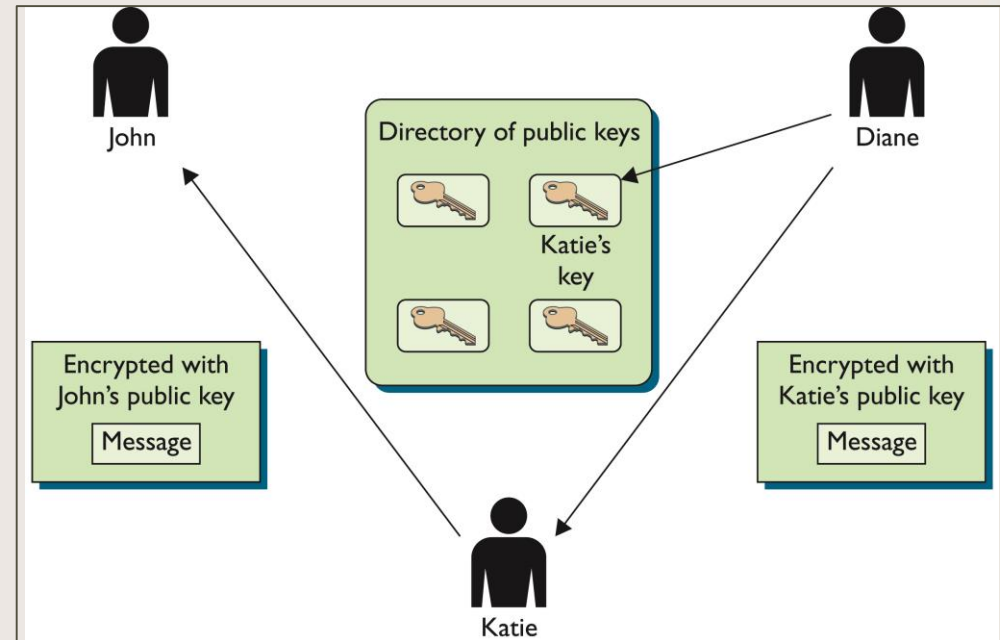 John
Diane
Directory of public keys
Katie's
key
Encrypted with
John's public key
Message
Encrypted with
Katie's public key
Message
Katie